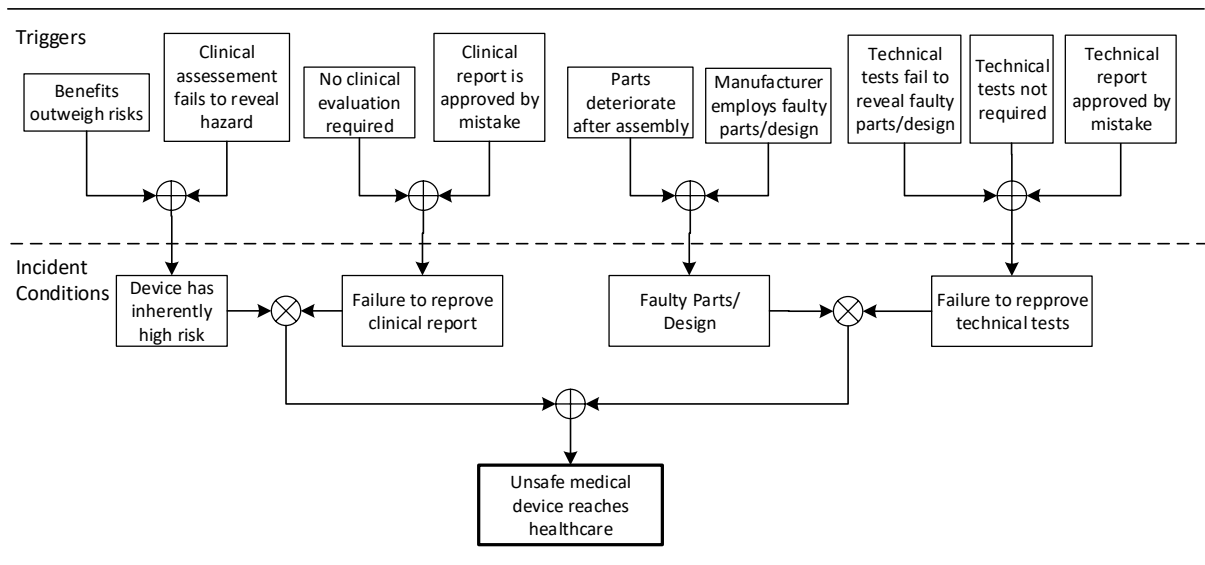 Triggers
Benefits
outweigh risks
Clinical
assessement
fails to reveal
hazard
No clinical
evaluation
required
Clinical
report is
approved by
mistake
Parts
deteriorate
after assembly
Manufacturer
employs faulty
parts/design
Technical
tests fail to
reveal faulty
parts/design
Technical
tests not
required
Technical
report
approved by
mistake
Incident
Conditions
Device has
inherently
high risk
Failure to reprove
clinical report
Faulty Parts/
Design
Failure to repprove
technical tests
Unsafe medical
device reaches
healthcare